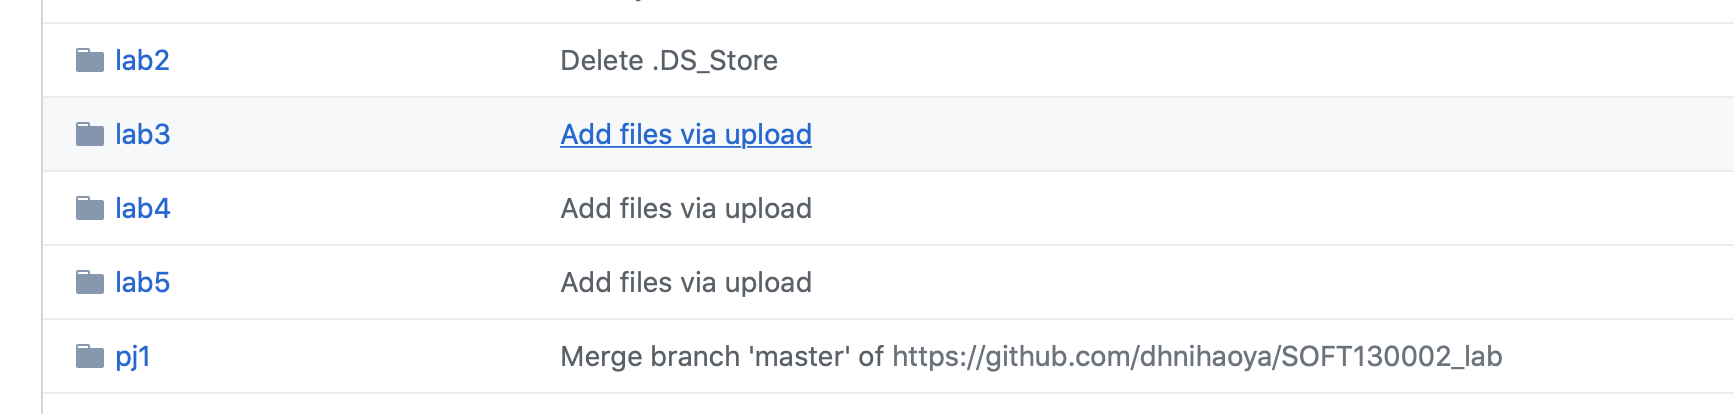 lab2 Delete .DS_Store
lab3 Add files via upload
lab4 Add files via upload
lab5 Add files via upload
pj1 Merge branch 'master' of https://github.com/dhnihaoya/SOFT130002_lab